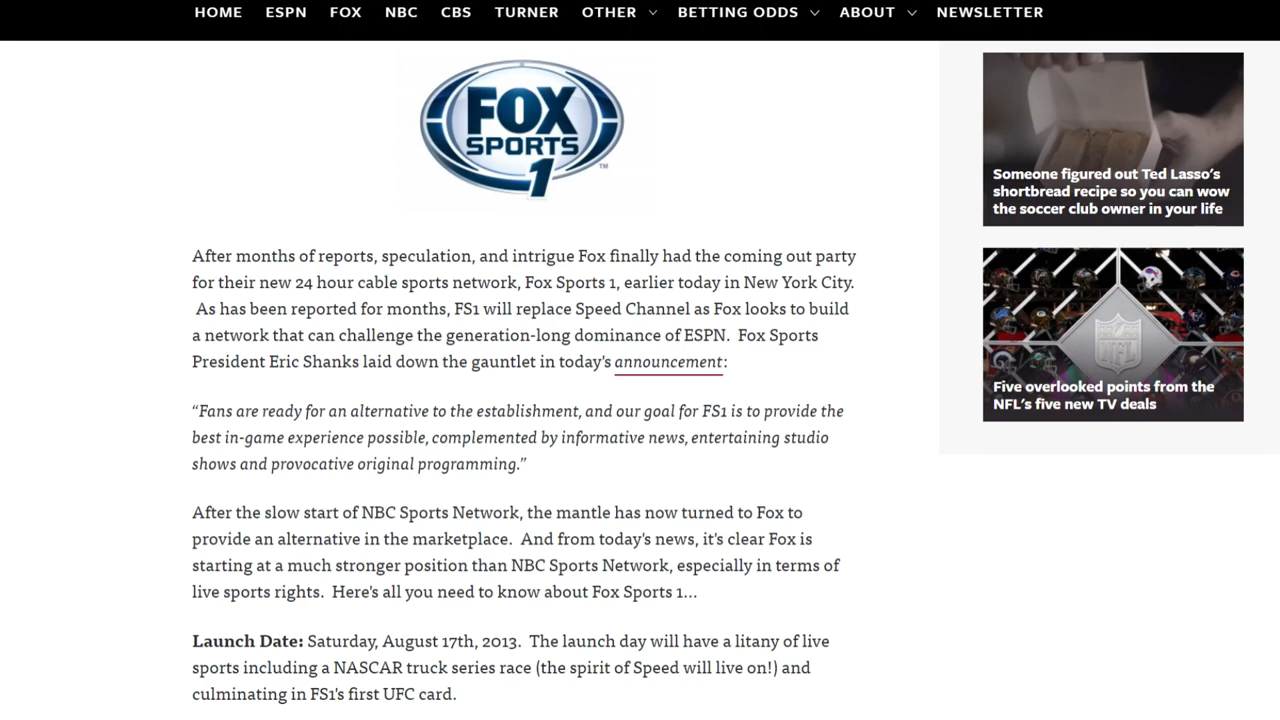 HOME ESPN FOX NBC CBS TURNER OTHER BETTING ODDS ABOUT NEWSLETTER
FOX
SPORTS
1
TM
After months of reports, speculation, and intrigue Fox finally had the coming out party
for their new 24 hour cable sports network, Fox Sports 1, earlier today in New York City.
As has been reported for months, FS1 will replace Speed Channel as Fox looks to build
a network that can challenge the generation-long dominance of ESPN.  Fox Sports
President Eric Shanks laid down the gauntlet in today's announcement:
“Fans are ready for an alternative to the establishment, and our goal for FS1 is to provide the
best in-game experience possible, complemented by informative news, entertaining studio
shows and provocative original programming.”
After the slow start of NBC Sports Network, the mantle has now turned to Fox to
provide an alternative in the marketplace.  And from today's news, it's clear Fox is
starting at a much stronger position than NBC Sports Network, especially in terms of
live sports rights.  Here's all you need to know about Fox Sports 1...
Launch Date: Saturday, August 17th, 2013.  The launch day will have a litany of live
sports including a NASCAR truck series race (the spirit of Speed will live on!) and
culminating in FS1's first UFC card.
Someone figured out Ted Lasso's
shortbread recipe so you can wow
the soccer club owner in your life
NFL
Five overlooked points from the
NFL's five new TV deals